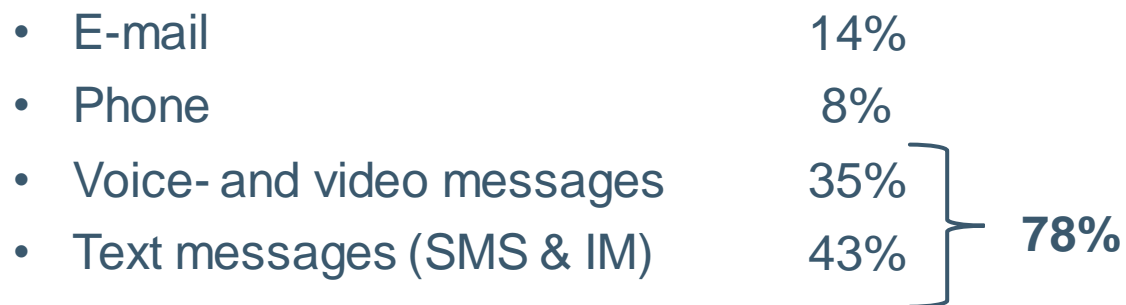 • E-mail 14%
• Phone 8%
• Voice- and video messages 35%
• Text messages (SMS & IM) 43%
78%